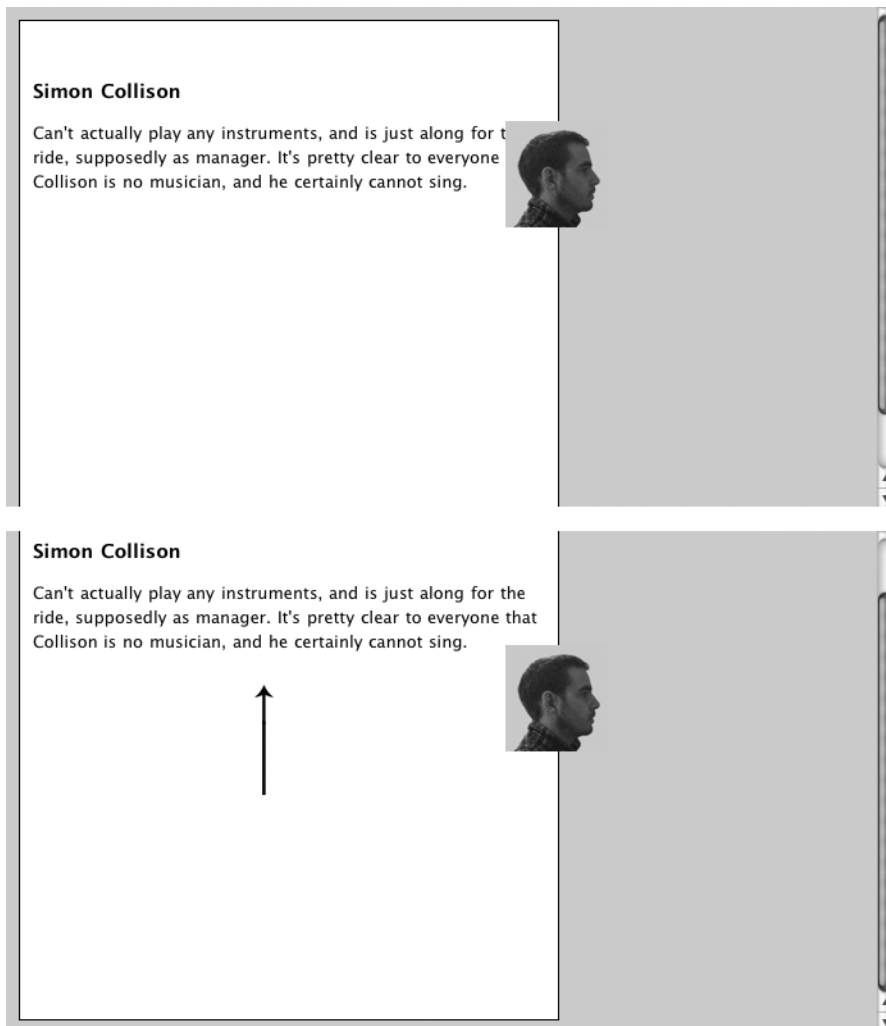 Simon Collison
Can't actually play any instruments, and is just along for t
ride, supposedly as manager. It's pretty clear to everyone
Collison is no musician, and he certainly cannot sing.
Simon Collison
Can't actually play any instruments, and is just along for the
ride, supposedly as manager. It's pretty clear to everyone that
Collison is no musician, and he certainly cannot sing.